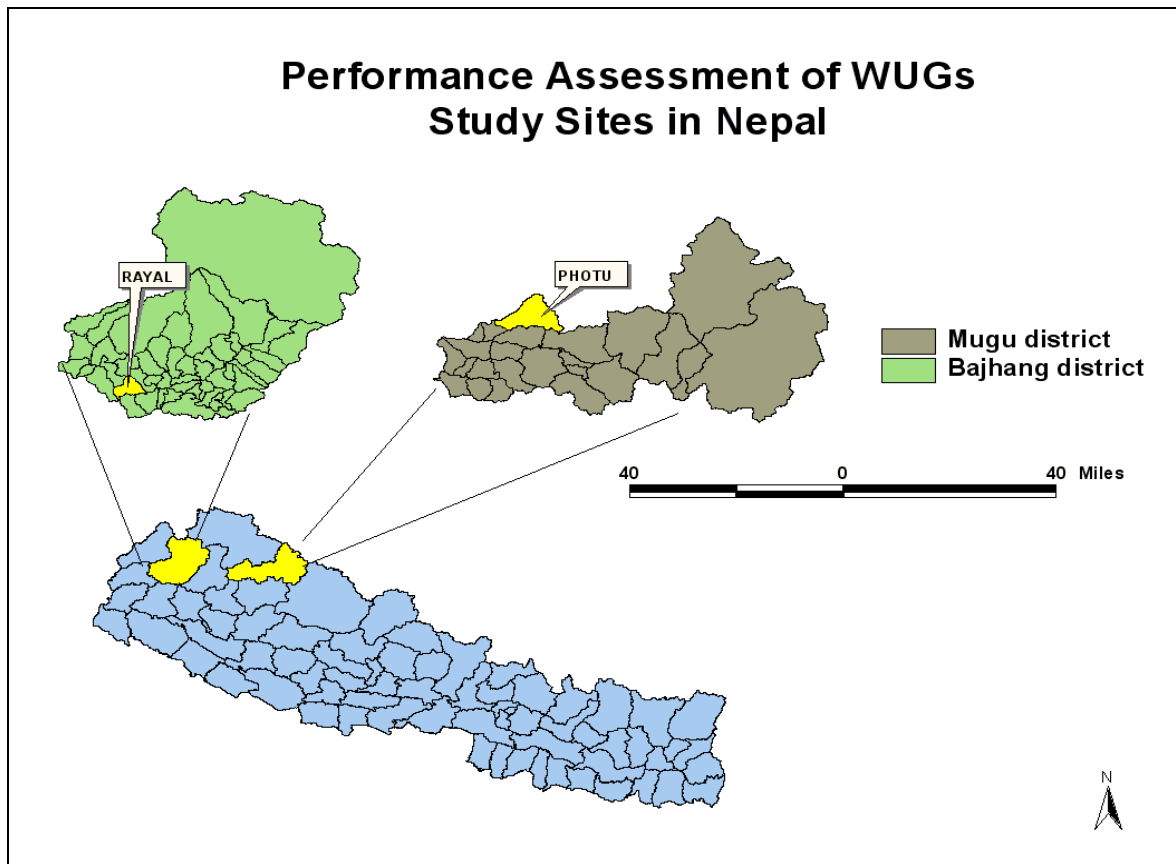 Performance Assessment of WUGs
Study Sites in Nepal
RAYAL
PHOTU
Mugu district
Bajhang district
40 0 40 Miles
N